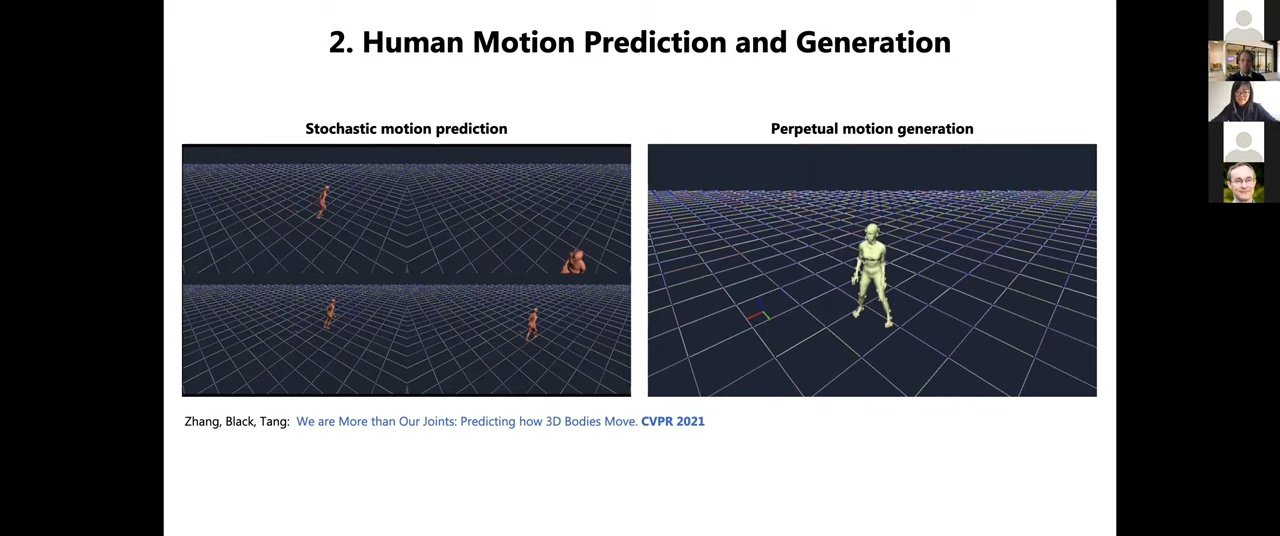 2. Human Motion Prediction and Generation
Stochastic motion prediction
Perpetual motion generation
Zhang, Black, Tang: We are More than Our Joints: Predicting how 3D Bodies Move. CVPR 2021